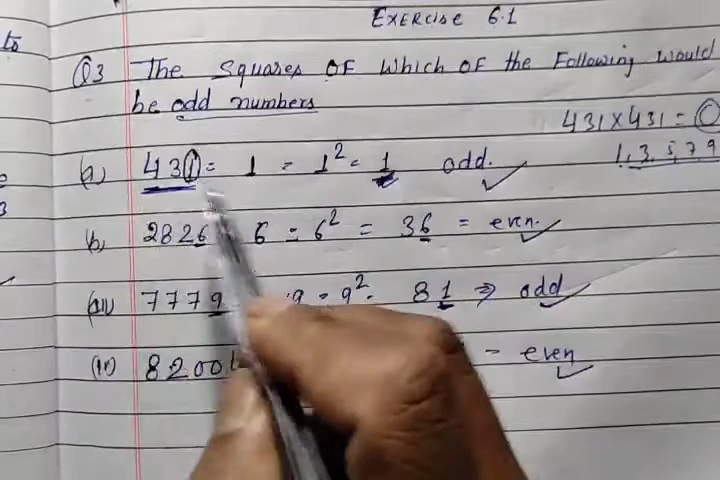 Exercise 6.1
Q3 The squares of which of the following would
be odd numbers
431×431 =
1, 3, 5, 7 9
(a) 431 = 1 = 1² = 1 odd.
(b) 2826 6 = 6² = 36 = even.
(iii) 7779 9 = 9² = 81 ⇒ odd
(iv) 8200 = even